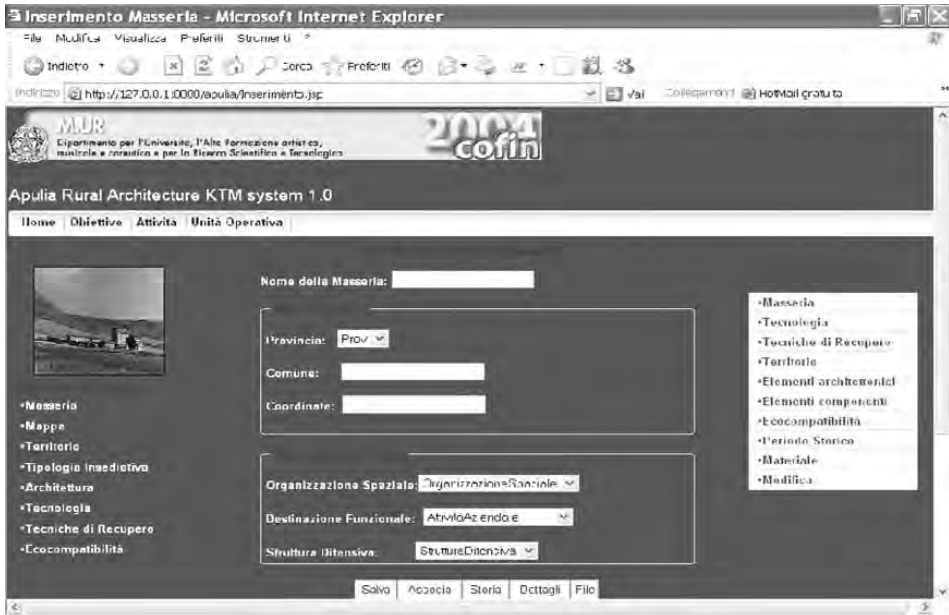 Inserimento Masseria - Microsoft Internet Explorer
File Modifica Visualizza Preferiti Strumenti ?
Indietro Cerca Preferiti
Indirizzo http://127.0.0.1:0000/apulia/Inserimento.jsp Vai Collegamenti HotMail gratuita
MIUR
Dipartimento per l'Università, l'Alta Formazione artistica,
musicale e coreutica e per la Ricerca Scientifica e Tecnologica
2004
cofin
Apulia Rural Architecture KTM system 1.0
Home Obiettivo Attività Unità Operativa
Nome della Masseria:
Provincia: Prov
Comune:
Coordinate:
Organizzazione Spaziale: OrganizzazioneSpaziale
Destinazione Funzionale: AttivitàAziendale
Struttura Difensiva: StruttureDifensiva
Salva Associa Storia Dettagli File
•Masseria
•Mappa
•Territorio
•Tipologia Insediativa
•Architettura
•Tecnologia
•Tecniche di Recupero
•Ecocompatibilità
•Masseria
•Tecnologia
•Tecniche di Recupero
•Territorio
•Elementi architettonici
•Elementi componenti
•Ecocompatibilità
•Periodo Storico
•Materiale
•Modifica